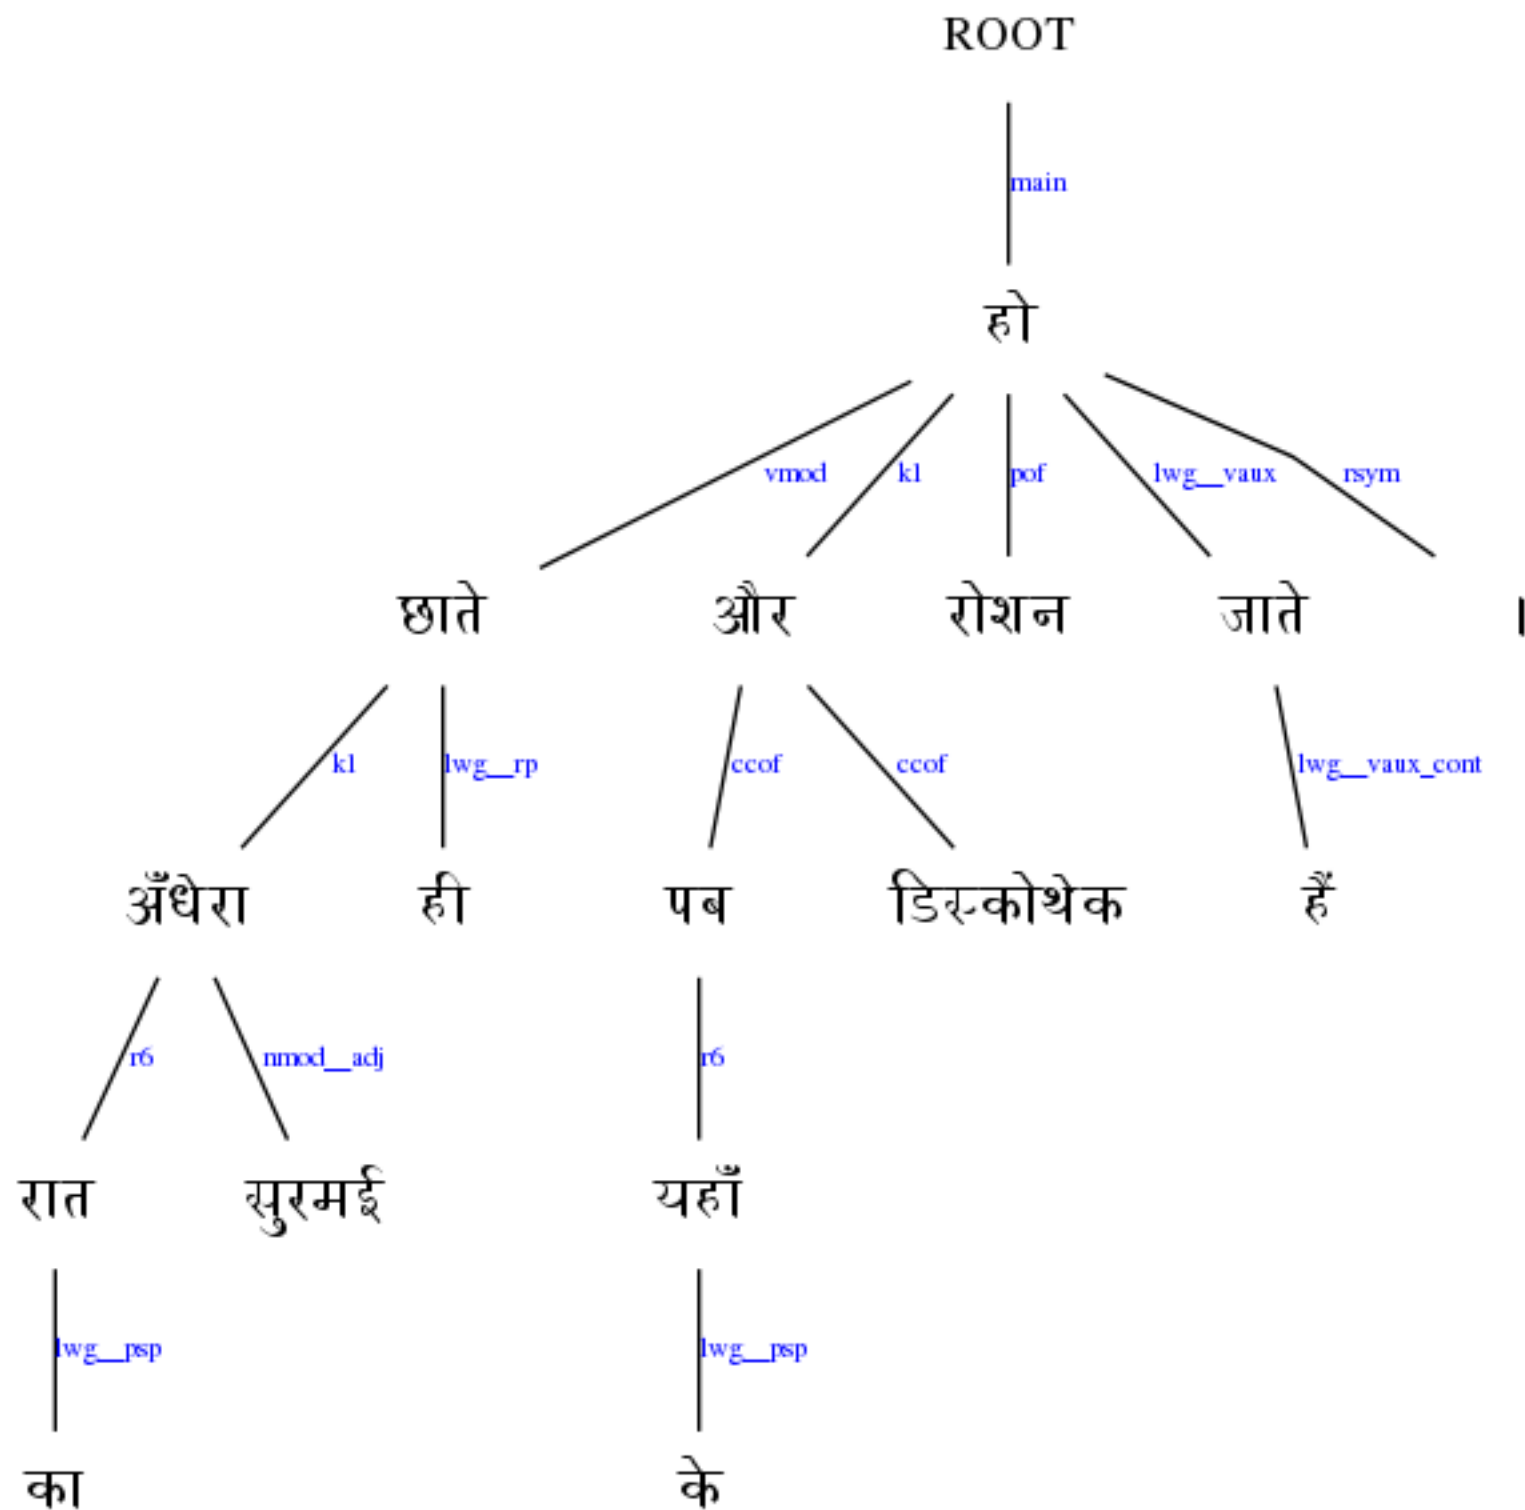 ROOT
main
हो
vmod k1 pof lwg__vaux rsym
छाते और रोशन जाते ।
k1 lwg__rp ccof ccof lwg__vaux_cont
अँधेरा ही पब डिस्कोथेक हैं
r6 nmod__adj r6
रात सुरमई यहाँ
lwg__psp lwg__psp
का के